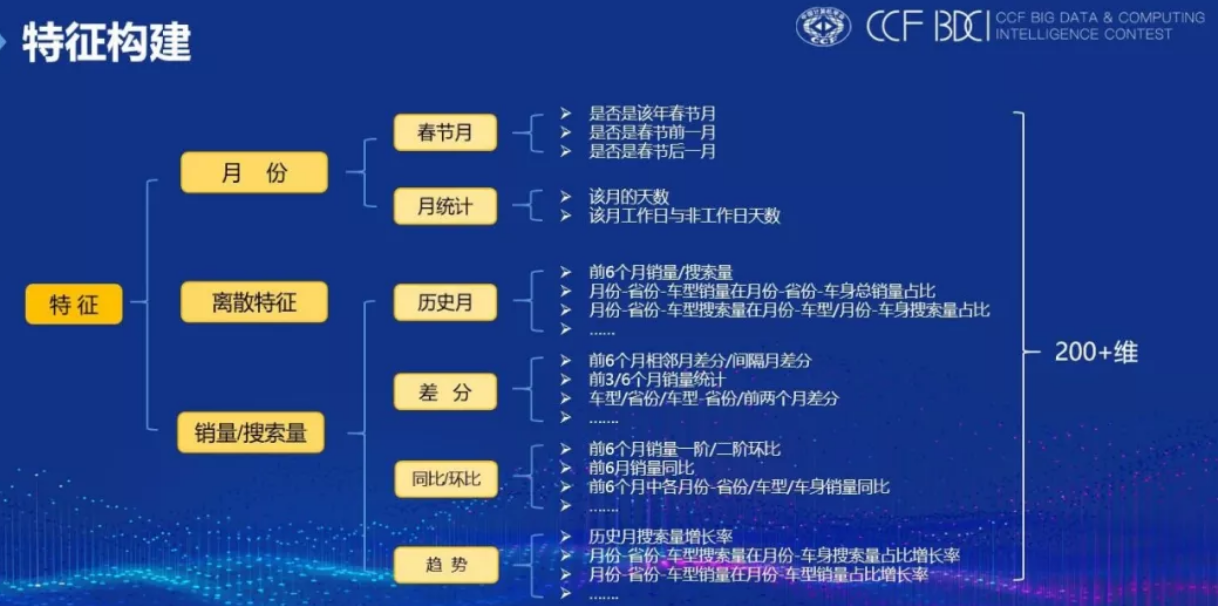 特征构建
CCF
CCF BDCI
CCF BIG DATA & COMPUTING
INTELLIGENCE CONTEST
特 征
月 份
春节月
是否是该年春节月
是否是春节前一月
是否是春节后一月
月统计
该月的天数
该月工作日与非工作日天数
离散特征
销量/搜索量
历史月
前6个月销量/搜索量
月份-省份-车型销量在月份-省份-车身总销量占比
月份-省份-车型搜索量在月份-车型/月份-车身搜索量占比
......
差 分
前6个月相邻月差分/间隔月差分
前3/6个月销量统计
车型/省份/车型-省份/前两个月差分
.......
同比/环比
前6个月销量一阶/二阶环比
前6月销量同比
前6个月中各月份-省份/车型/车身销量同比
.......
趋 势
历史月搜索量增长率
月份-省份-车型搜索量在月份-车身搜索量占比增长率
月份-省份-车型销量在月份-车型销量占比增长率
.......
200+维